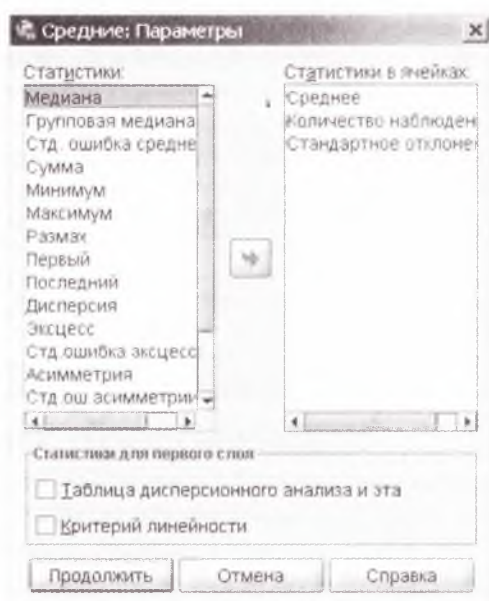 Средние: Параметры
Статистики:
Медиана
Групповая медиана
Стд. ошибка средне
Сумма
Минимум
Максимум
Размах
Первый
Последний
Дисперсия
Эксцесс
Стд.ошибка эксцесс
Асимметрия
Стд ош асимметрии
Статистики в ячейках:
Среднее
Количество наблюден
Стандартное отклонен
Статистики для первого слоя
Таблица дисперсионного анализа и эта
Критерий линейности
Продолжить
Отмена
Справка